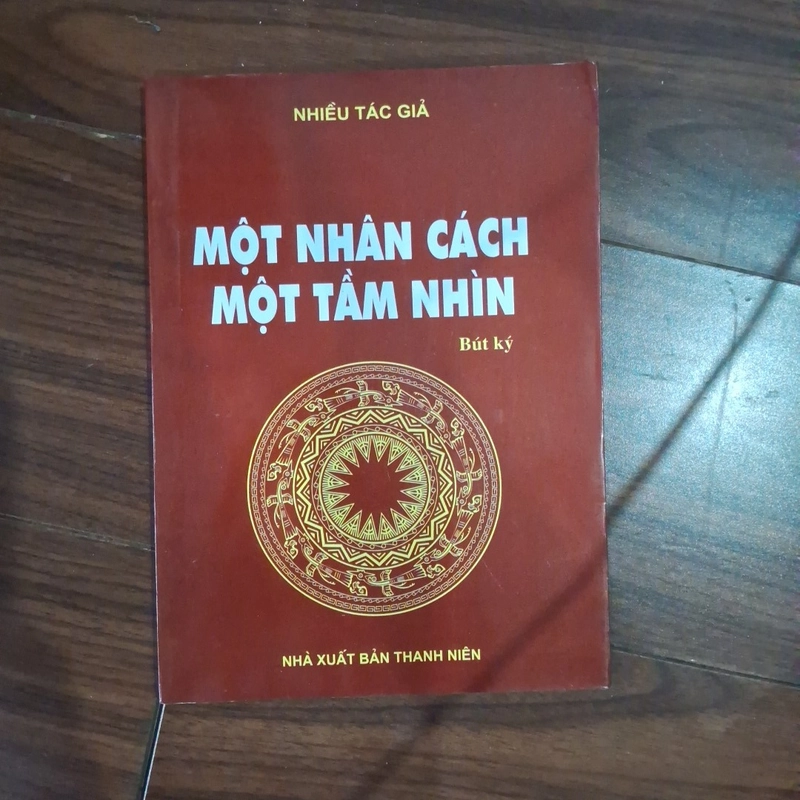 NHIỀU TÁC GIẢ
MỘT NHÂN CÁCH
MỘT TẦM NHÌN
Bút ký
NHÀ XUẤT BẢN THANH NIÊN